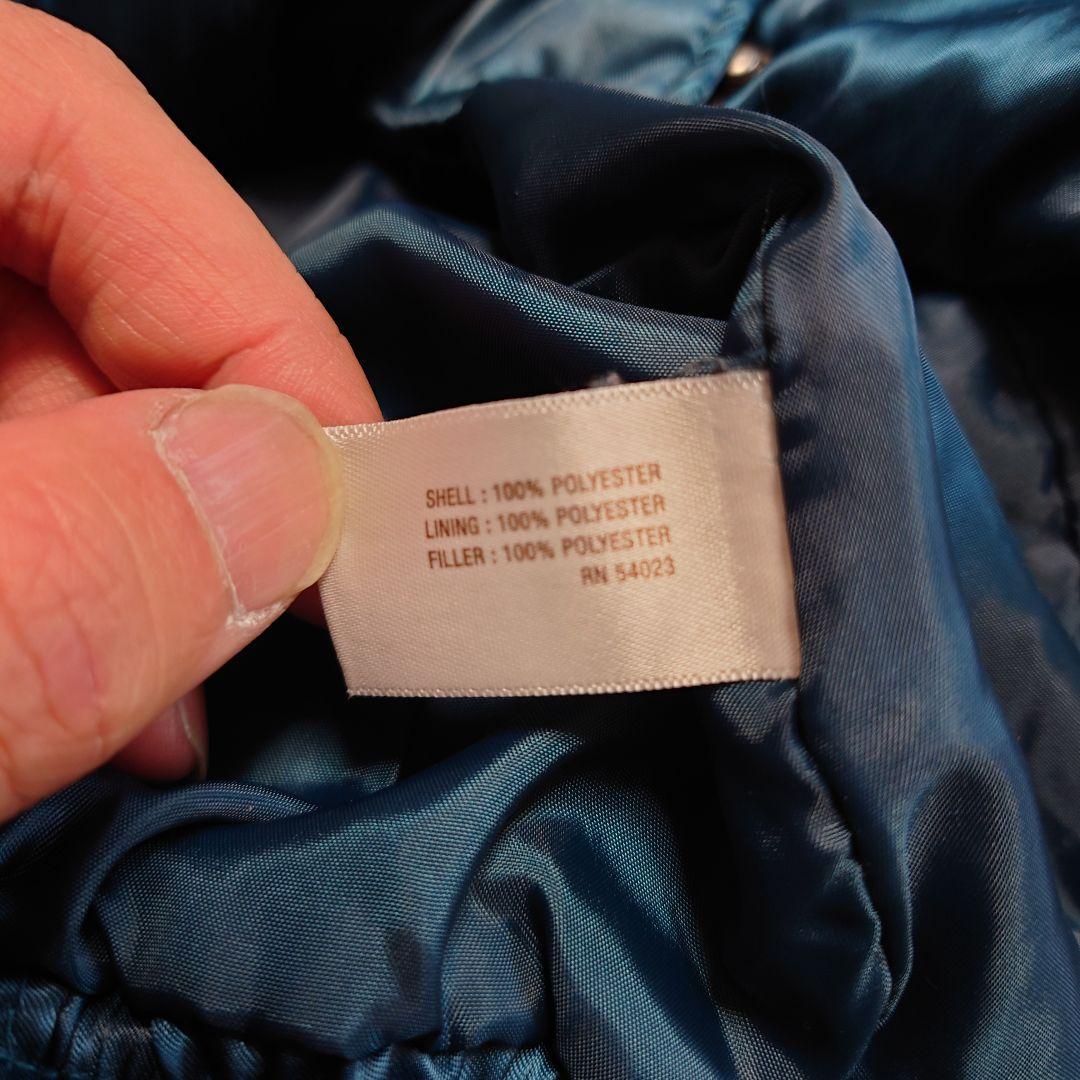 SHELL : 100% POLYESTER
LINING : 100% POLYESTER
FILLER : 100% POLYESTER
RN 54023